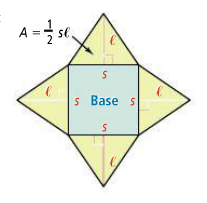 A = 1/2 sℓ
ℓ
s
ℓ s Base s ℓ
s
ℓ